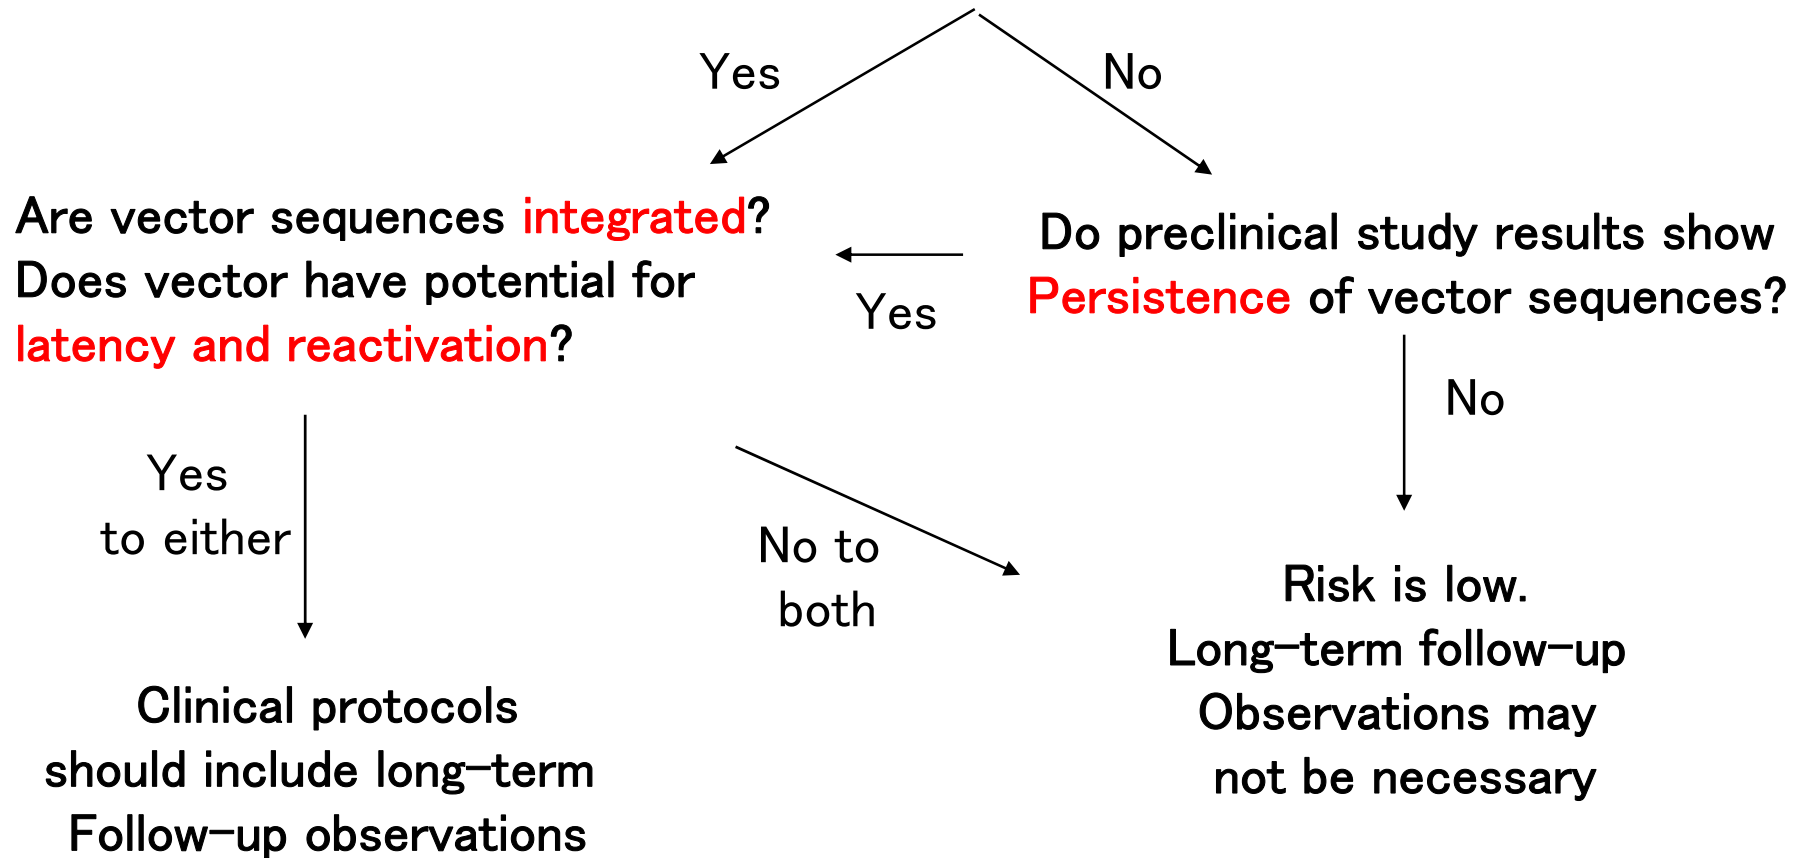 Yes
No
Are vector sequences integrated?
Does vector have potential for
latency and reactivation?
Do preclinical study results show
Persistence of vector sequences?
Yes
No
Yes
to either
No to
both
Risk is low.
Long-term follow-up
Observations may
not be necessary
Clinical protocols
should include long-term
Follow-up observations